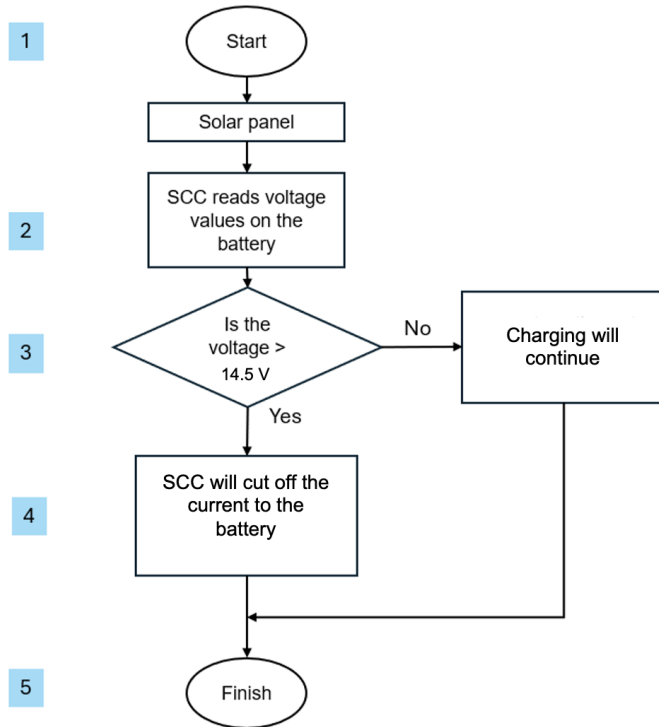 1
Start
Solar panel
2
SCC reads voltage
values on the
battery
3
Is the
voltage >
14.5 V
No
Charging will
continue
Yes
4
SCC will cut off the
current to the
battery
5
Finish